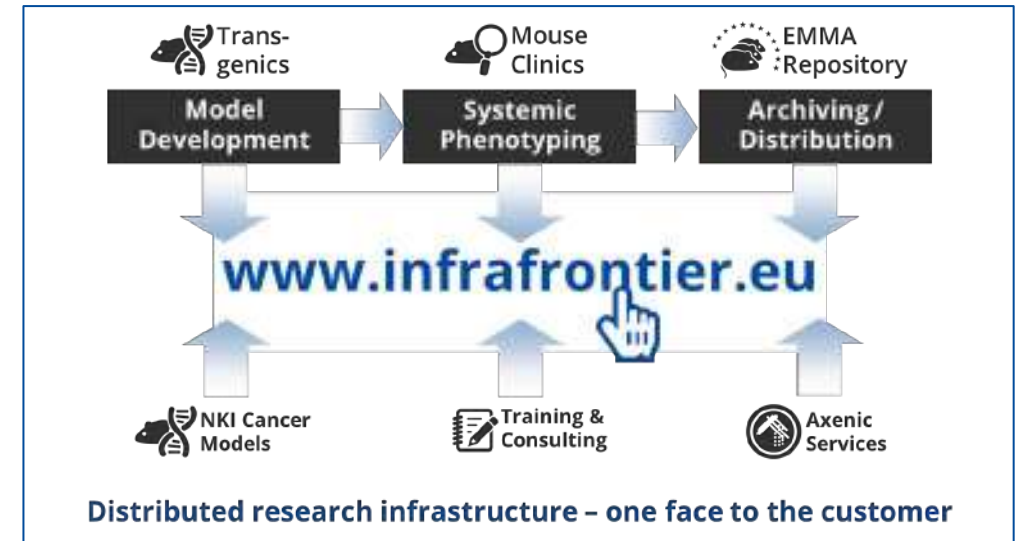 Trans-
genics
Mouse
Clinics
EMMA
Repository
Model
Development
Systemic
Phenotyping
Archiving /
Distribution
www.infrafrontier.eu
NKI Cancer
Models
Training &
Consulting
Axenic
Services
Distributed research infrastructure – one face to the customer